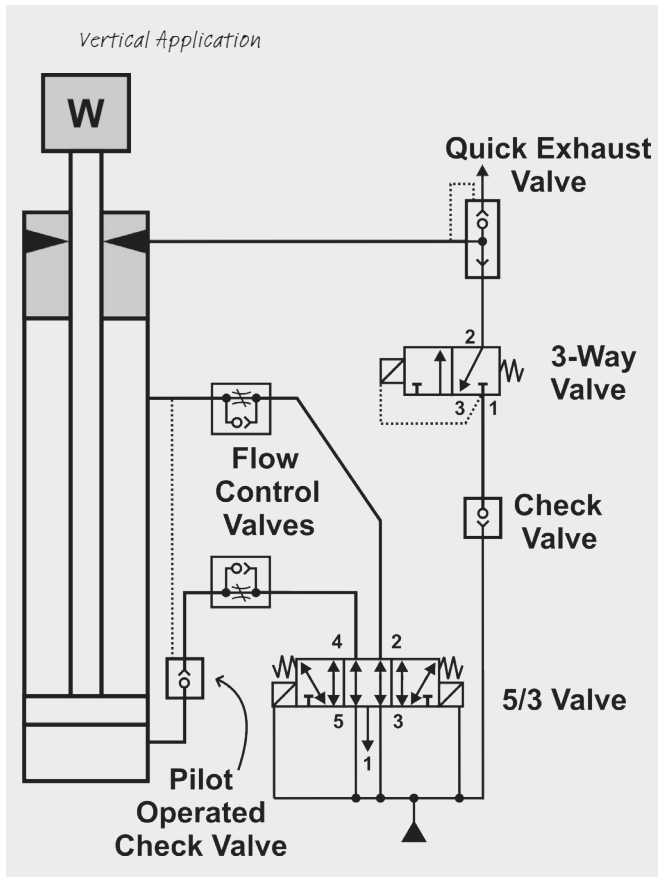 Vertical Application
W
Quick Exhaust
Valve
2
3-Way
Valve
3 1
Flow
Control
Valves
Check
Valve
4 2
5/3 Valve
5 3
1
Pilot
Operated
Check Valve